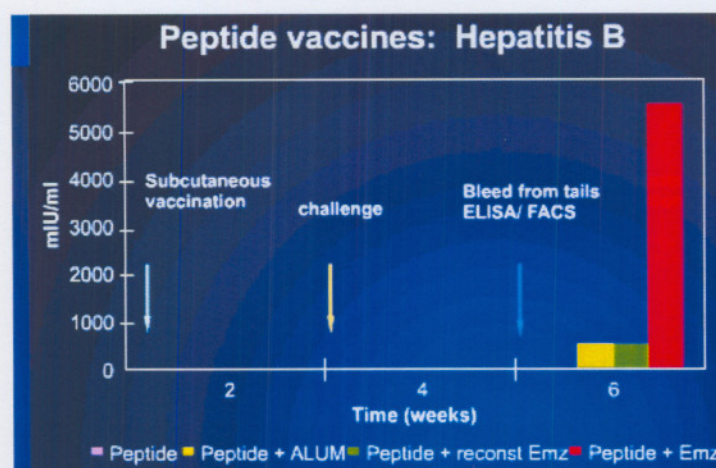 Peptide vaccines: Hepatitis B
6000
5000
4000
3000
2000
1000
0
mIU/ml
Subcutaneous
vaccination
challenge
Bleed from tails
ELISA/ FACS
2
4
6
Time (weeks)
Peptide
Peptide + ALUM
Peptide + reconst Emz
Peptide + Emz